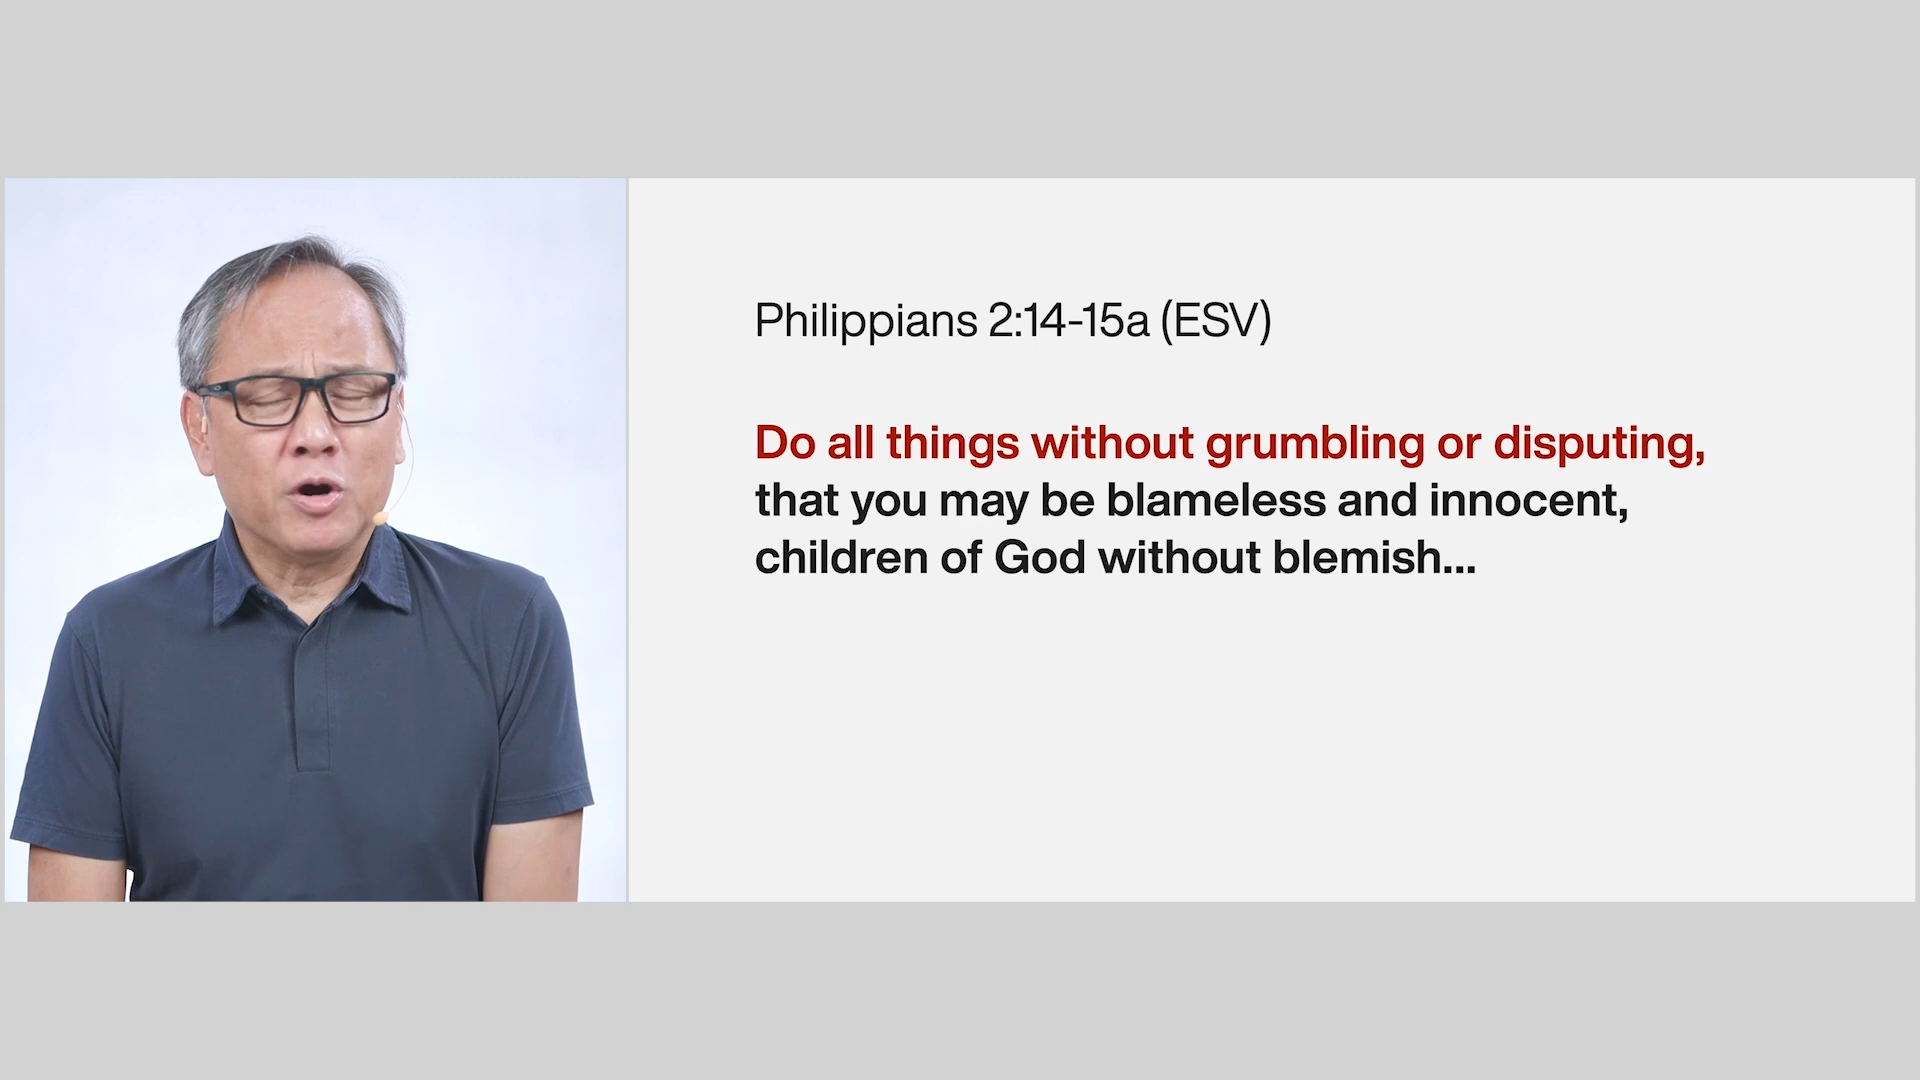 Philippians 2:14-15a (ESV)
Do all things without grumbling or disputing,
that you may be blameless and innocent,
children of God without blemish...